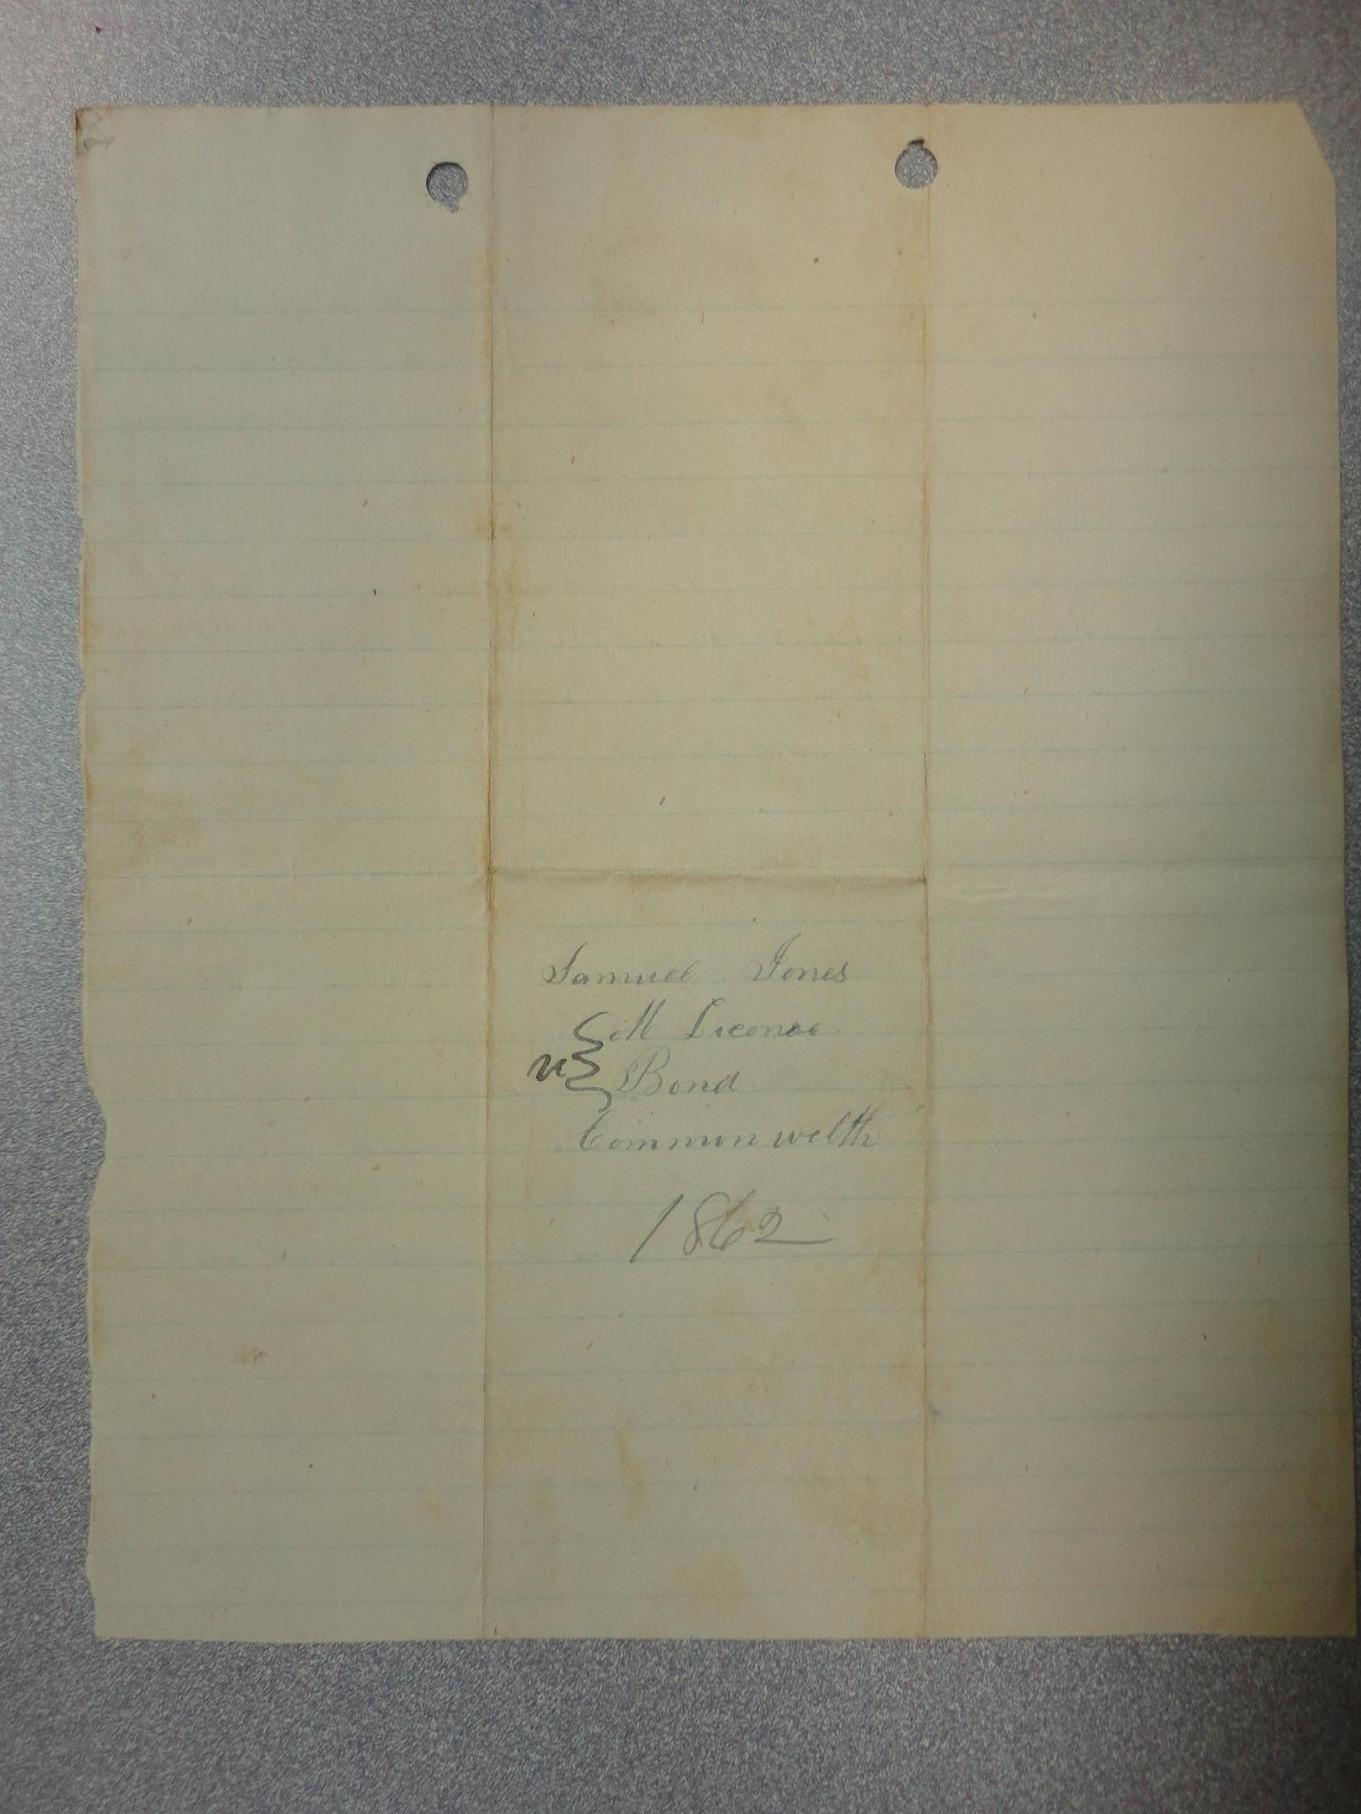 Samuel Jones
M License
vs Bond
Commonwelth
1862